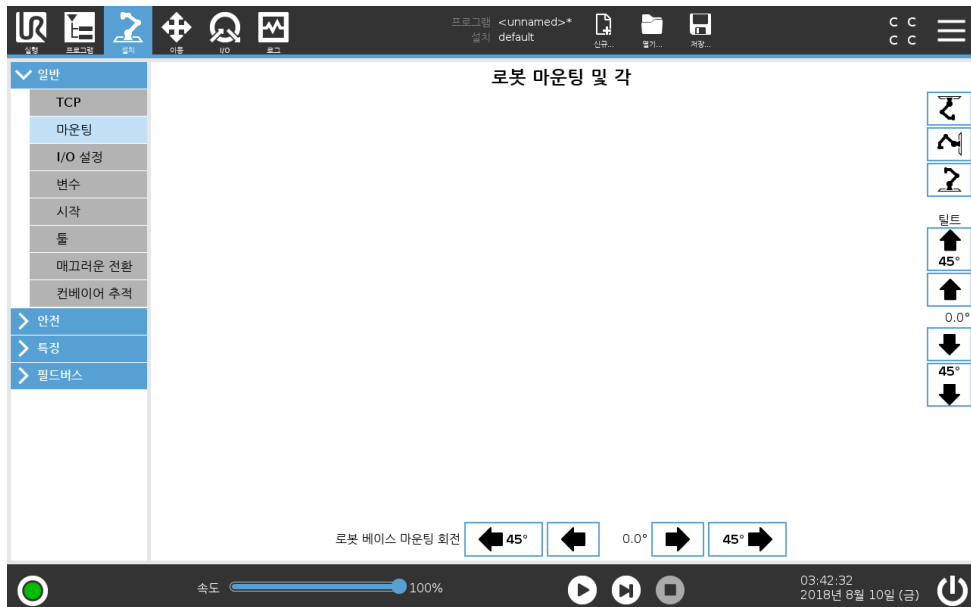 UR
프로그램 <unnamed>*
설치 default
실행 프로그램 설치 이동 I/O 로그
신규... 열기... 저장...
C C
C C
일반
TCP
마운팅
I/O 설정
변수
시작
툴
매끄러운 전환
컨베이어 추적
안전
특징
필드버스
로봇 마운팅 및 각
틸트
45°
0.0°
45°
로봇 베이스 마운팅 회전 45° 0.0° 45°
속도 100%
03:42:32
2018년 8월 10일 (금)